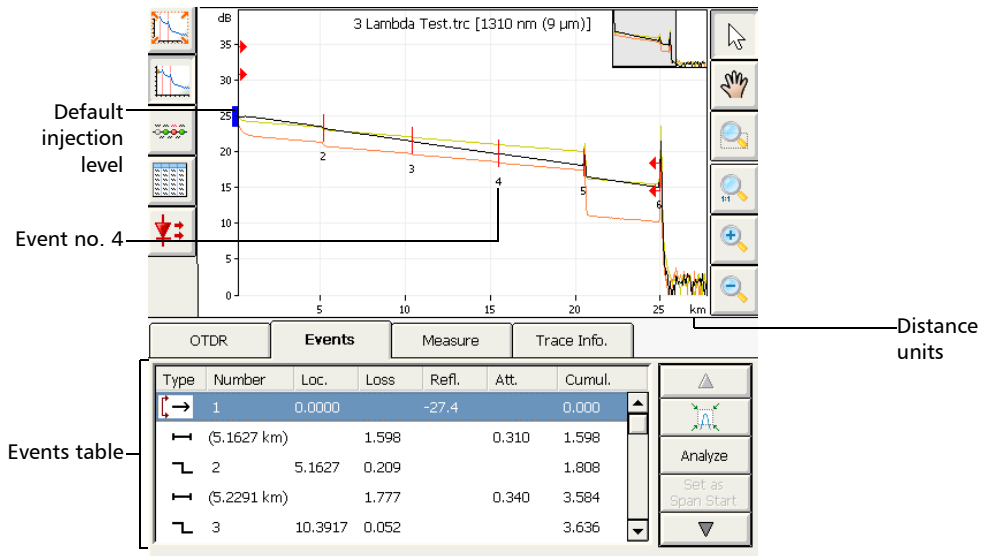 dB
3 Lambda Test.trc [1310 nm (9 µm)]
35
30
25
20
15
10
5
0
2
3
4
5
6
5
10
15
20
25
km
1:1
Default
injection
level
Event no. 4
Distance
units
OTDR
Events
Measure
Trace Info.
Type Number Loc. Loss Refl. Att. Cumul.
1 0.0000 -27.4 0.000
(5.1627 km) 1.598 0.310 1.598
2 5.1627 0.209 1.808
(5.2291 km) 1.777 0.340 3.584
3 10.3917 0.052 3.636
Analyze
Set as
Span Start
Events table